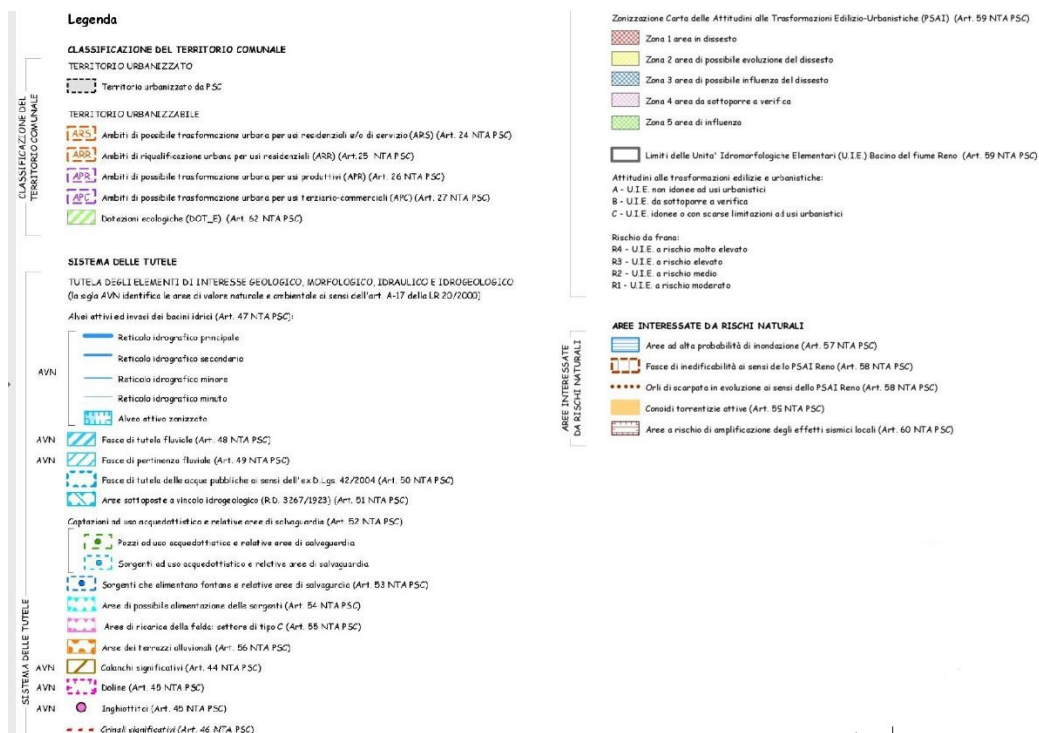 Legenda
CLASSIFICAZIONE DEL TERRITORIO COMUNALE
TERRITORIO URBANIZZATO
Territorio urbanizzato da PSC
TERRITORIO URBANIZZABILE
ARS Ambiti di possibile trasformazione urbana per usi residenziali e/o di servizio (ARS) (Art. 24 NTA PSC)
ARR Ambiti di riqualificazione urbana per usi residenziali (ARR) (Art.25 NTA PSC)
APR Ambiti di possibile trasformazione urbana per usi produttivi (APR) (Art. 26 NTA PSC)
APC Ambiti di possibile trasformazione urbana per usi terziario-commerciali (APC) (Art. 27 NTA PSC)
Dotazioni ecologiche (DOT_E) (Art. 62 NTA PSC)
CLASSIFICAZIONE DEL
TERRITORIO COMUNALE
SISTEMA DELLE TUTELE
TUTELA DEGLI ELEMENTI DI INTERESSE GEOLOGICO, MORFOLOGICO, IDRAULICO E IDROGEOLOGICO
(la sigla AVN identifica le aree di valore naturale e ambientale ai sensi dell'art. A-17 della LR 20/2000)
Alvei attivi ed invasi dei bacini idrici (Art. 47 NTA PSC):
Reticolo idrografico principale
Reticolo idrografico secondario
AVN Reticolo idrografico minore
Reticolo idrografico minuto
Alveo attivo zonizzato
AVN Fasce di tutela fluviale (Art. 48 NTA PSC)
AVN Fasce di pertinenza fluviale (Art. 49 NTA PSC)
Fasce di tutela delle acque pubbliche ai sensi dell'ex D.Lgs. 42/2004 (Art. 50 NTA PSC)
Aree sottoposte a vincolo idrogeologico (R.D. 3267/1923) (Art. 51 NTA PSC)
Captazioni ad uso acquedottistico e relative aree di salvaguardia (Art. 52 NTA PSC)
Pozzi ad uso acquedottistico e relative aree di salvaguardia
Sorgenti ad uso acquedottistico e relative aree di salvaguardia
Sorgenti che alimentano fontane e relative aree di salvagurdia (Art. 53 NTA PSC)
Aree di possibile alimentazione delle sorgenti (Art. 54 NTA PSC)
Aree di ricarica della falda: settore di tipo C (Art. 55 NTA PSC)
Aree dei terrazzi alluvionali (Art. 56 NTA PSC)
AVN Calanchi significativi (Art. 44 NTA PSC)
AVN Doline (Art. 45 NTA PSC)
AVN Inghiottitoi (Art. 45 NTA PSC)
Crinali significativi (Art. 46 NTA PSC)
SISTEMA DELLE TUTELE
Zonizzazione Carta delle Attitudini alle Trasformazioni Edilizio-Urbanistiche (PSAI) (Art. 59 NTA PSC)
Zona 1 area in dissesto
Zona 2 area di possibile evoluzione del dissesto
Zona 3 area di possibile influenza del dissesto
Zona 4 area da sottoporre a verifica
Zona 5 area di influenza
Limiti delle Unita' Idromorfologiche Elementari (U.I.E.) Bacino del fiume Reno (Art. 59 NTA PSC)
Attitudini alle trasformazioni edilizie e urbanistiche:
A - U.I.E. non idonee ad usi urbanistici
B - U.I.E. da sottoporre a verifica
C - U.I.E. idonee o con scarse limitazioni ad usi urbanistici
Rischio da frana:
R4 - U.I.E. a rischio molto elevato
R3 - U.I.E. a rischio elevato
R2 - U.I.E. a rischio medio
R1 - U.I.E. a rischio moderato
AREE INTERESSATE DA RISCHI NATURALI
Aree ad alta probabilità di inondazione (Art. 57 NTA PSC)
Fasce di inedificabilità ai sensi dello PSAI Reno (Art. 58 NTA PSC)
Orli di scarpata in evoluzione ai sensi dello PSAI Reno (Art. 58 NTA PSC)
Conoidi torrentizie attive (Art. 55 NTA PSC)
Aree a rischio di amplificazione degli effetti sismici locali (Art. 60 NTA PSC)
AREE INTERESSATE
DA RISCHI NATURALI